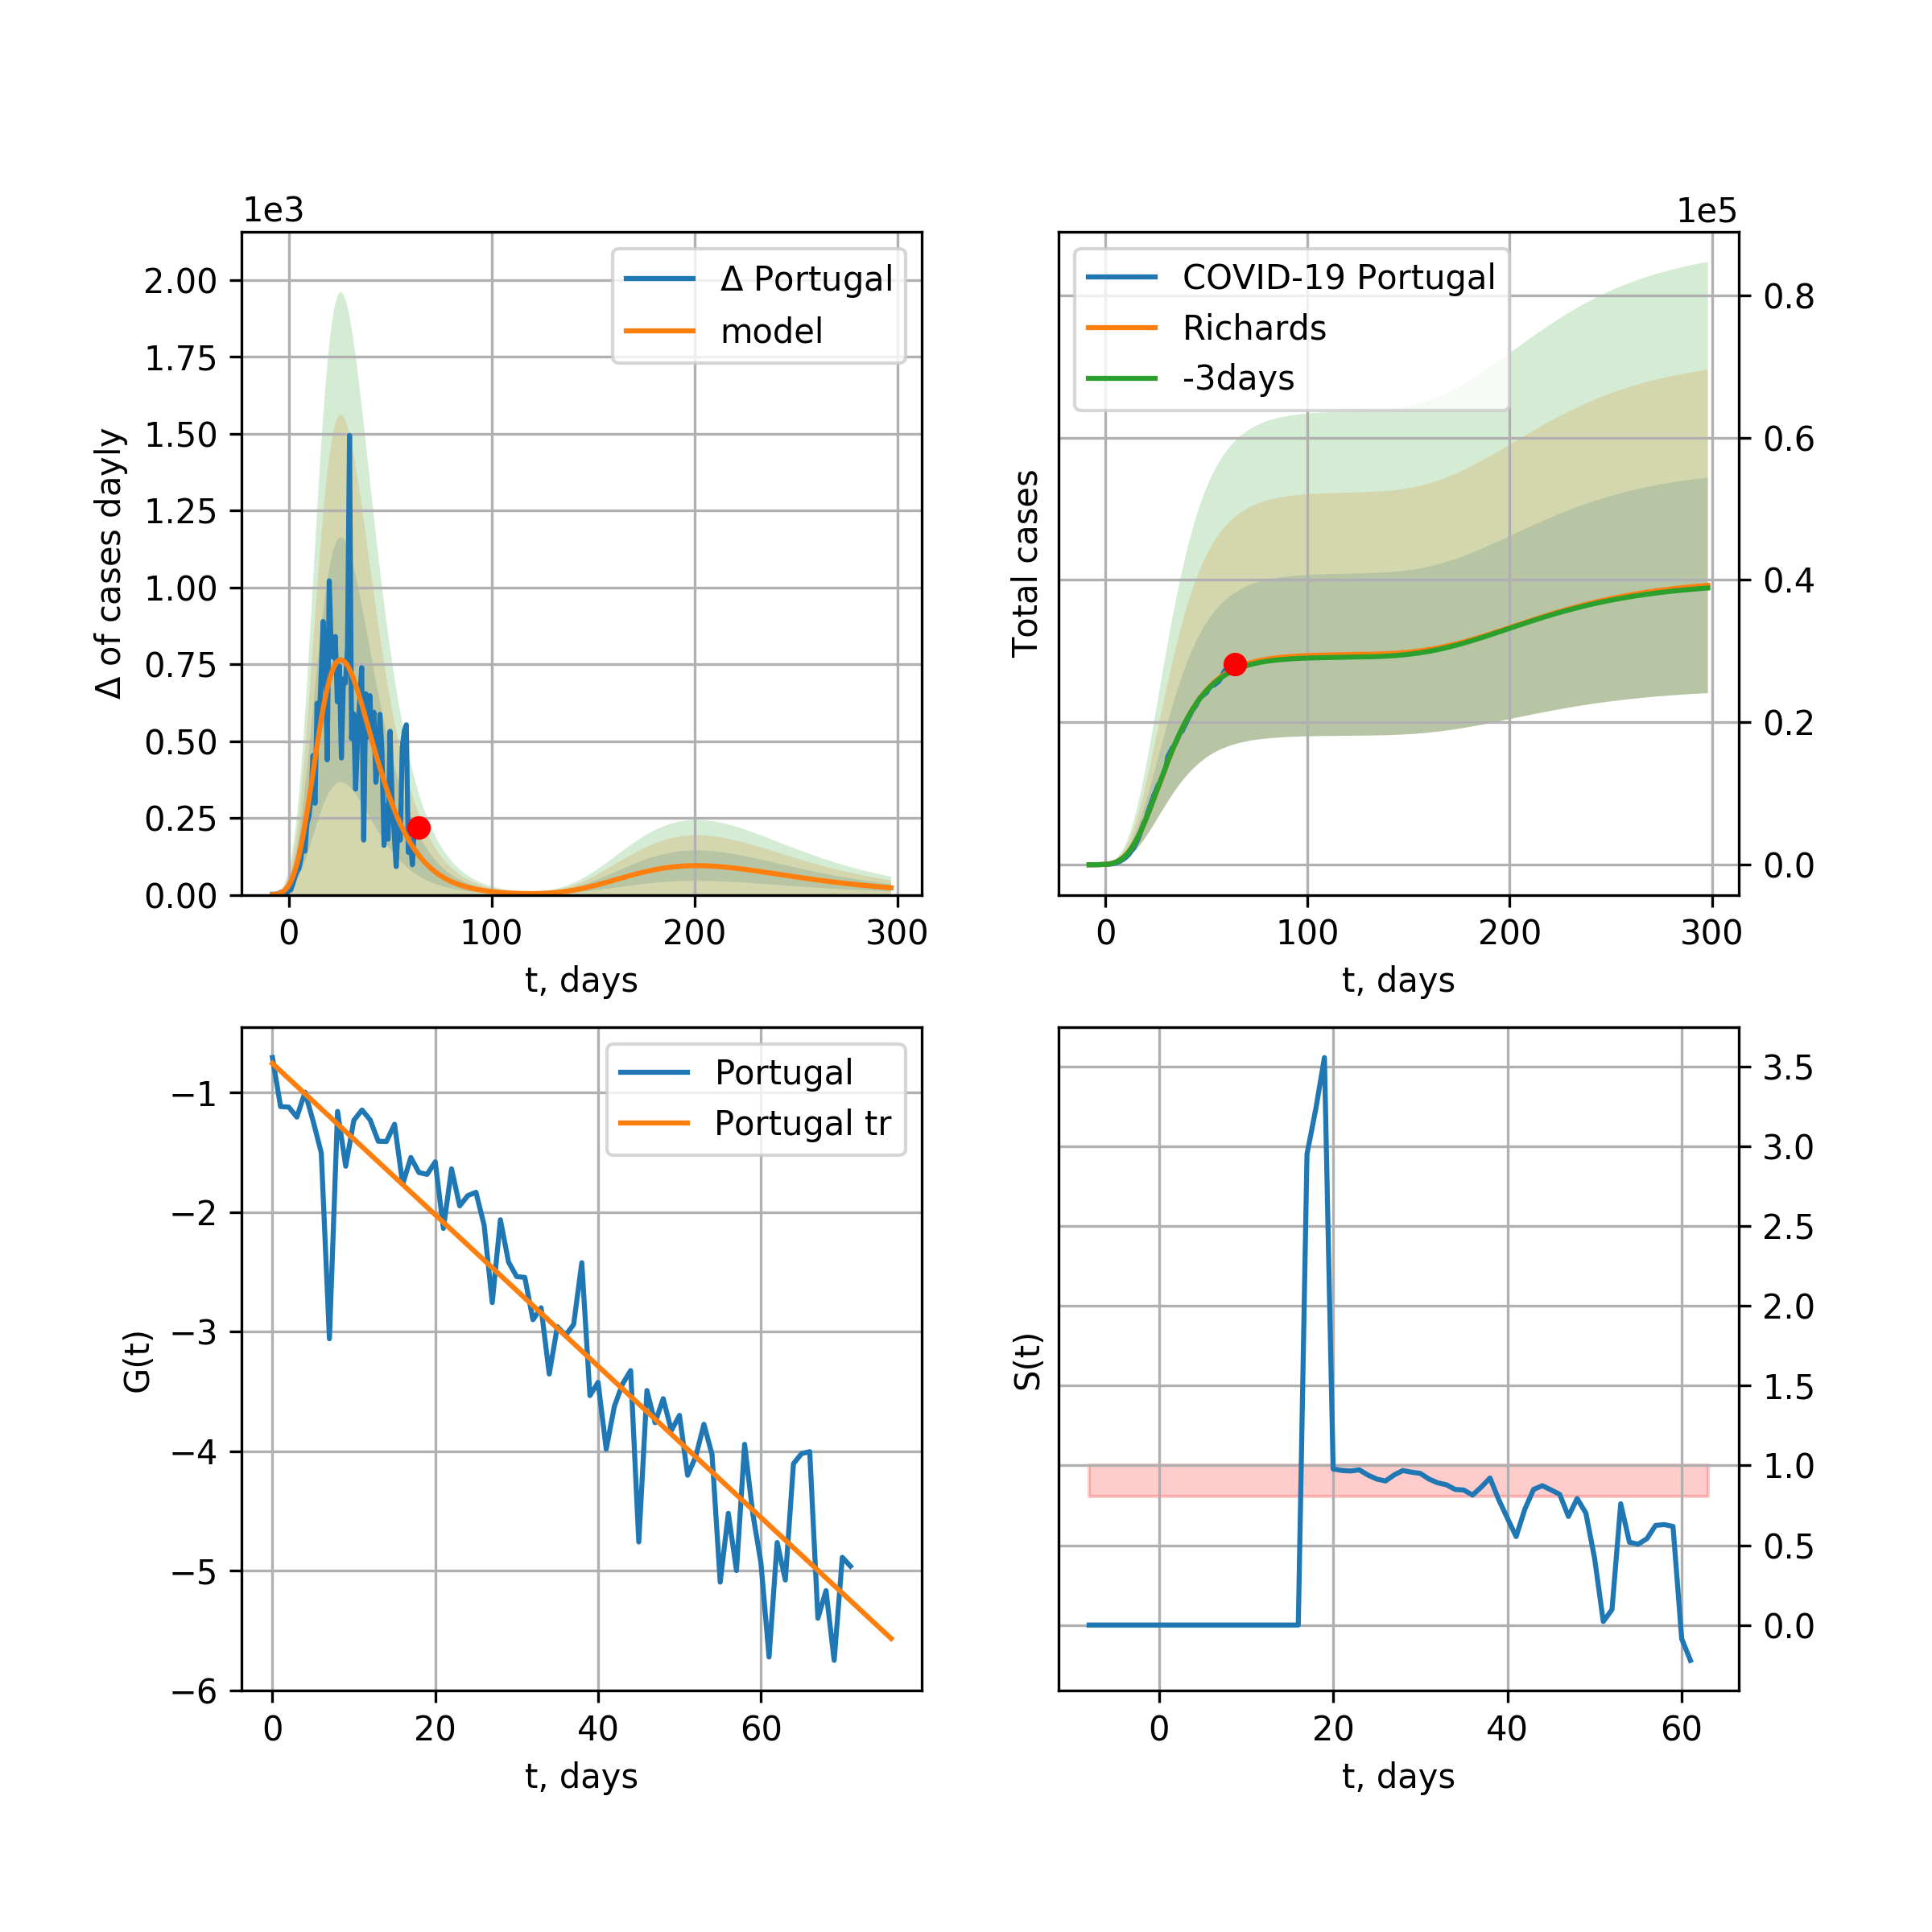 1e3
2.00
1.75
1.50
1.25
1.00
0.75
0.50
0.25
0.00
Δ of cases dayly
Δ Portugal
model
0
100
200
300
t, days
1e5
COVID-19 Portugal
Richards
-3days
Total cases
0.8
0.6
0.4
0.2
0.0
0
100
200
300
t, days
−1
−2
−3
−4
−5
−6
G(t)
Portugal
Portugal tr
0
20
40
60
t, days
S(t)
3.5
3.0
2.5
2.0
1.5
1.0
0.5
0.0
0
20
40
60
t, days